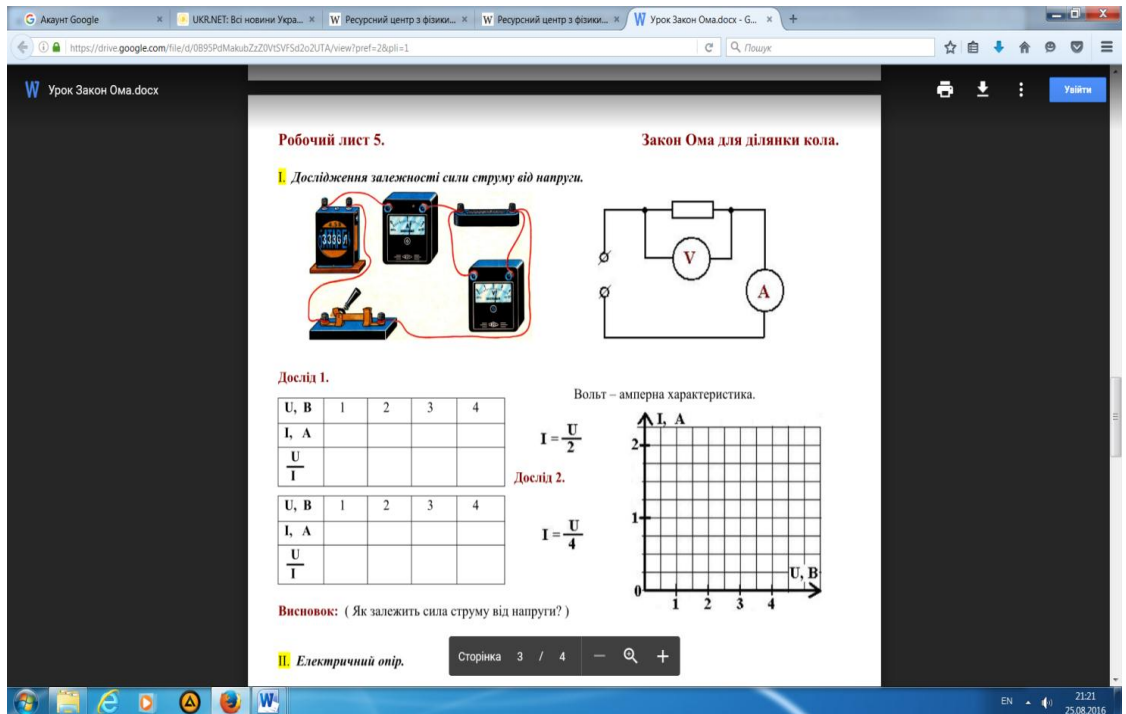 Акаунт Google
UKR.NET: Всі новини Укра...
Ресурсний центр з фізики...
Ресурсний центр з фізики...
Урок Закон Ома.docx - G...
https://drive.google.com/file/d/0B95PdMakubZzZ0VtSVFSd2o2UTA/view?pref=2&pli=1
Пошук
Урок Закон Ома.docx
Увійти
Робочий лист 5.
Закон Ома для ділянки кола.
I. Дослідження залежності сили струму від напруги.
V
A
Дослід 1.
U, В 1 2 3 4
I, А
U
I
I = U/2
Дослід 2.
U, В 1 2 3 4
I, А
U
I
I = U/4
Вольт – амперна характеристика.
I, А
2
1
0
U, В
1 2 3 4
Висновок: ( Як залежить сила струму від напруги? )
II. Електричний опір.
Сторінка 3 / 4
EN
21:21
25.08.2016